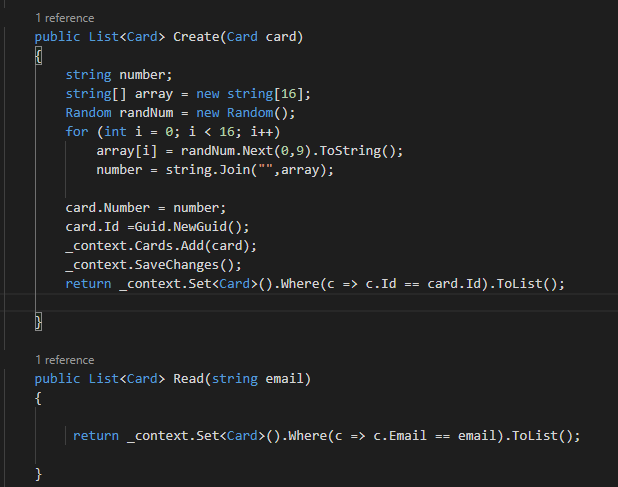 1 reference
public List<Card> Create(Card card)
{
string number;
string[] array = new string[16];
Random randNum = new Random();
for (int i = 0; i < 16; i++)
array[i] = randNum.Next(0,9).ToString();
number = string.Join("",array);
card.Number = number;
card.Id =Guid.NewGuid();
_context.Cards.Add(card);
_context.SaveChanges();
return _context.Set<Card>().Where(c => c.Id == card.Id).ToList();
}
1 reference
public List<Card> Read(string email)
{
return _context.Set<Card>().Where(c => c.Email == email).ToList();
}